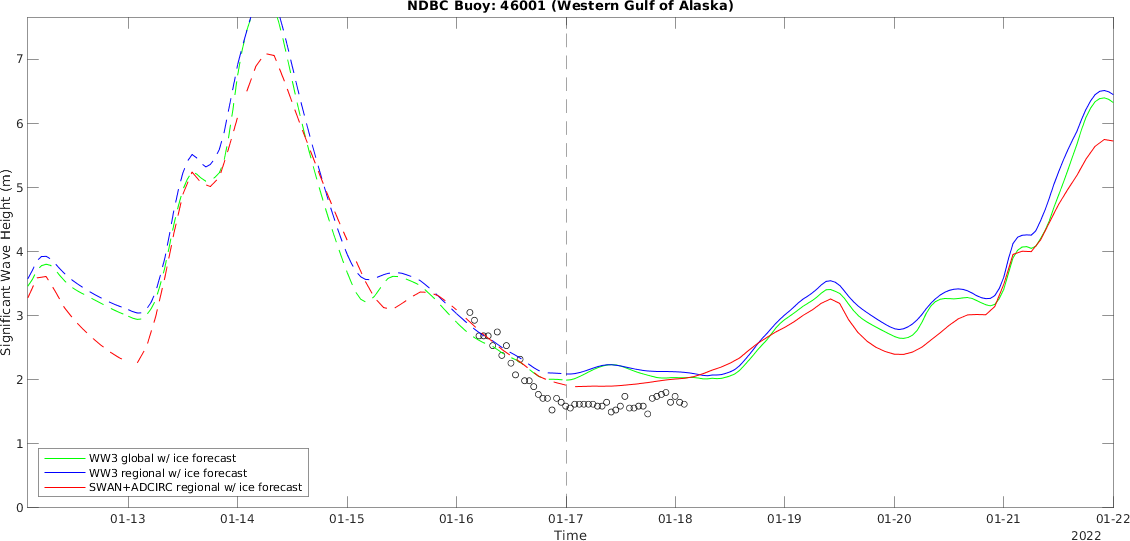 NDBC Buoy: 46001 (Western Gulf of Alaska)
Significant Wave Height (m)
7
6
5
4
3
2
1
0
WW3 global w/ ice forecast
WW3 regional w/ ice forecast
SWAN+ADCIRC regional w/ ice forecast
01-13 01-14 01-15 01-16 01-17 01-18 01-19 01-20 01-21 01-22
Time
2022